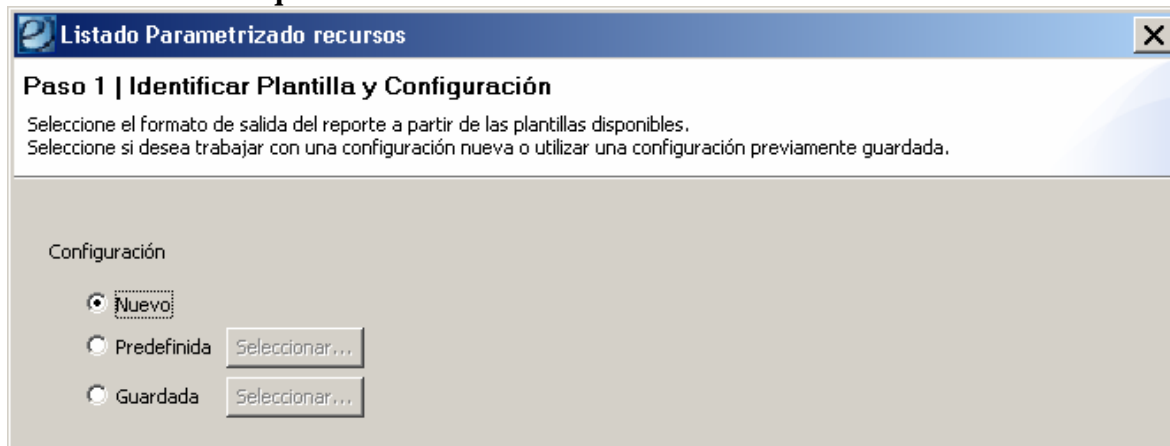 Listado Parametrizado recursos
Paso 1 | Identificar Plantilla y Configuración
Seleccione el formato de salida del reporte a partir de las plantillas disponibles.
Seleccione si desea trabajar con una configuración nueva o utilizar una configuración previamente guardada.
Configuración
Nuevo
Predefinida Seleccionar...
Guardada Seleccionar...